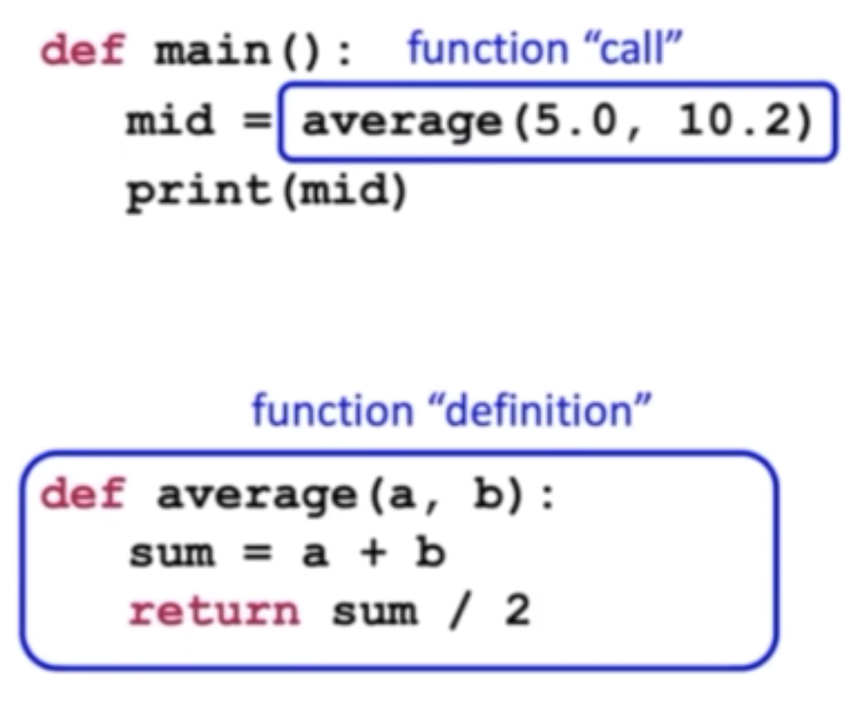 def main(): function “call”
mid = average(5.0, 10.2)
print(mid)
function “definition”
def average(a, b):
sum = a + b
return sum / 2